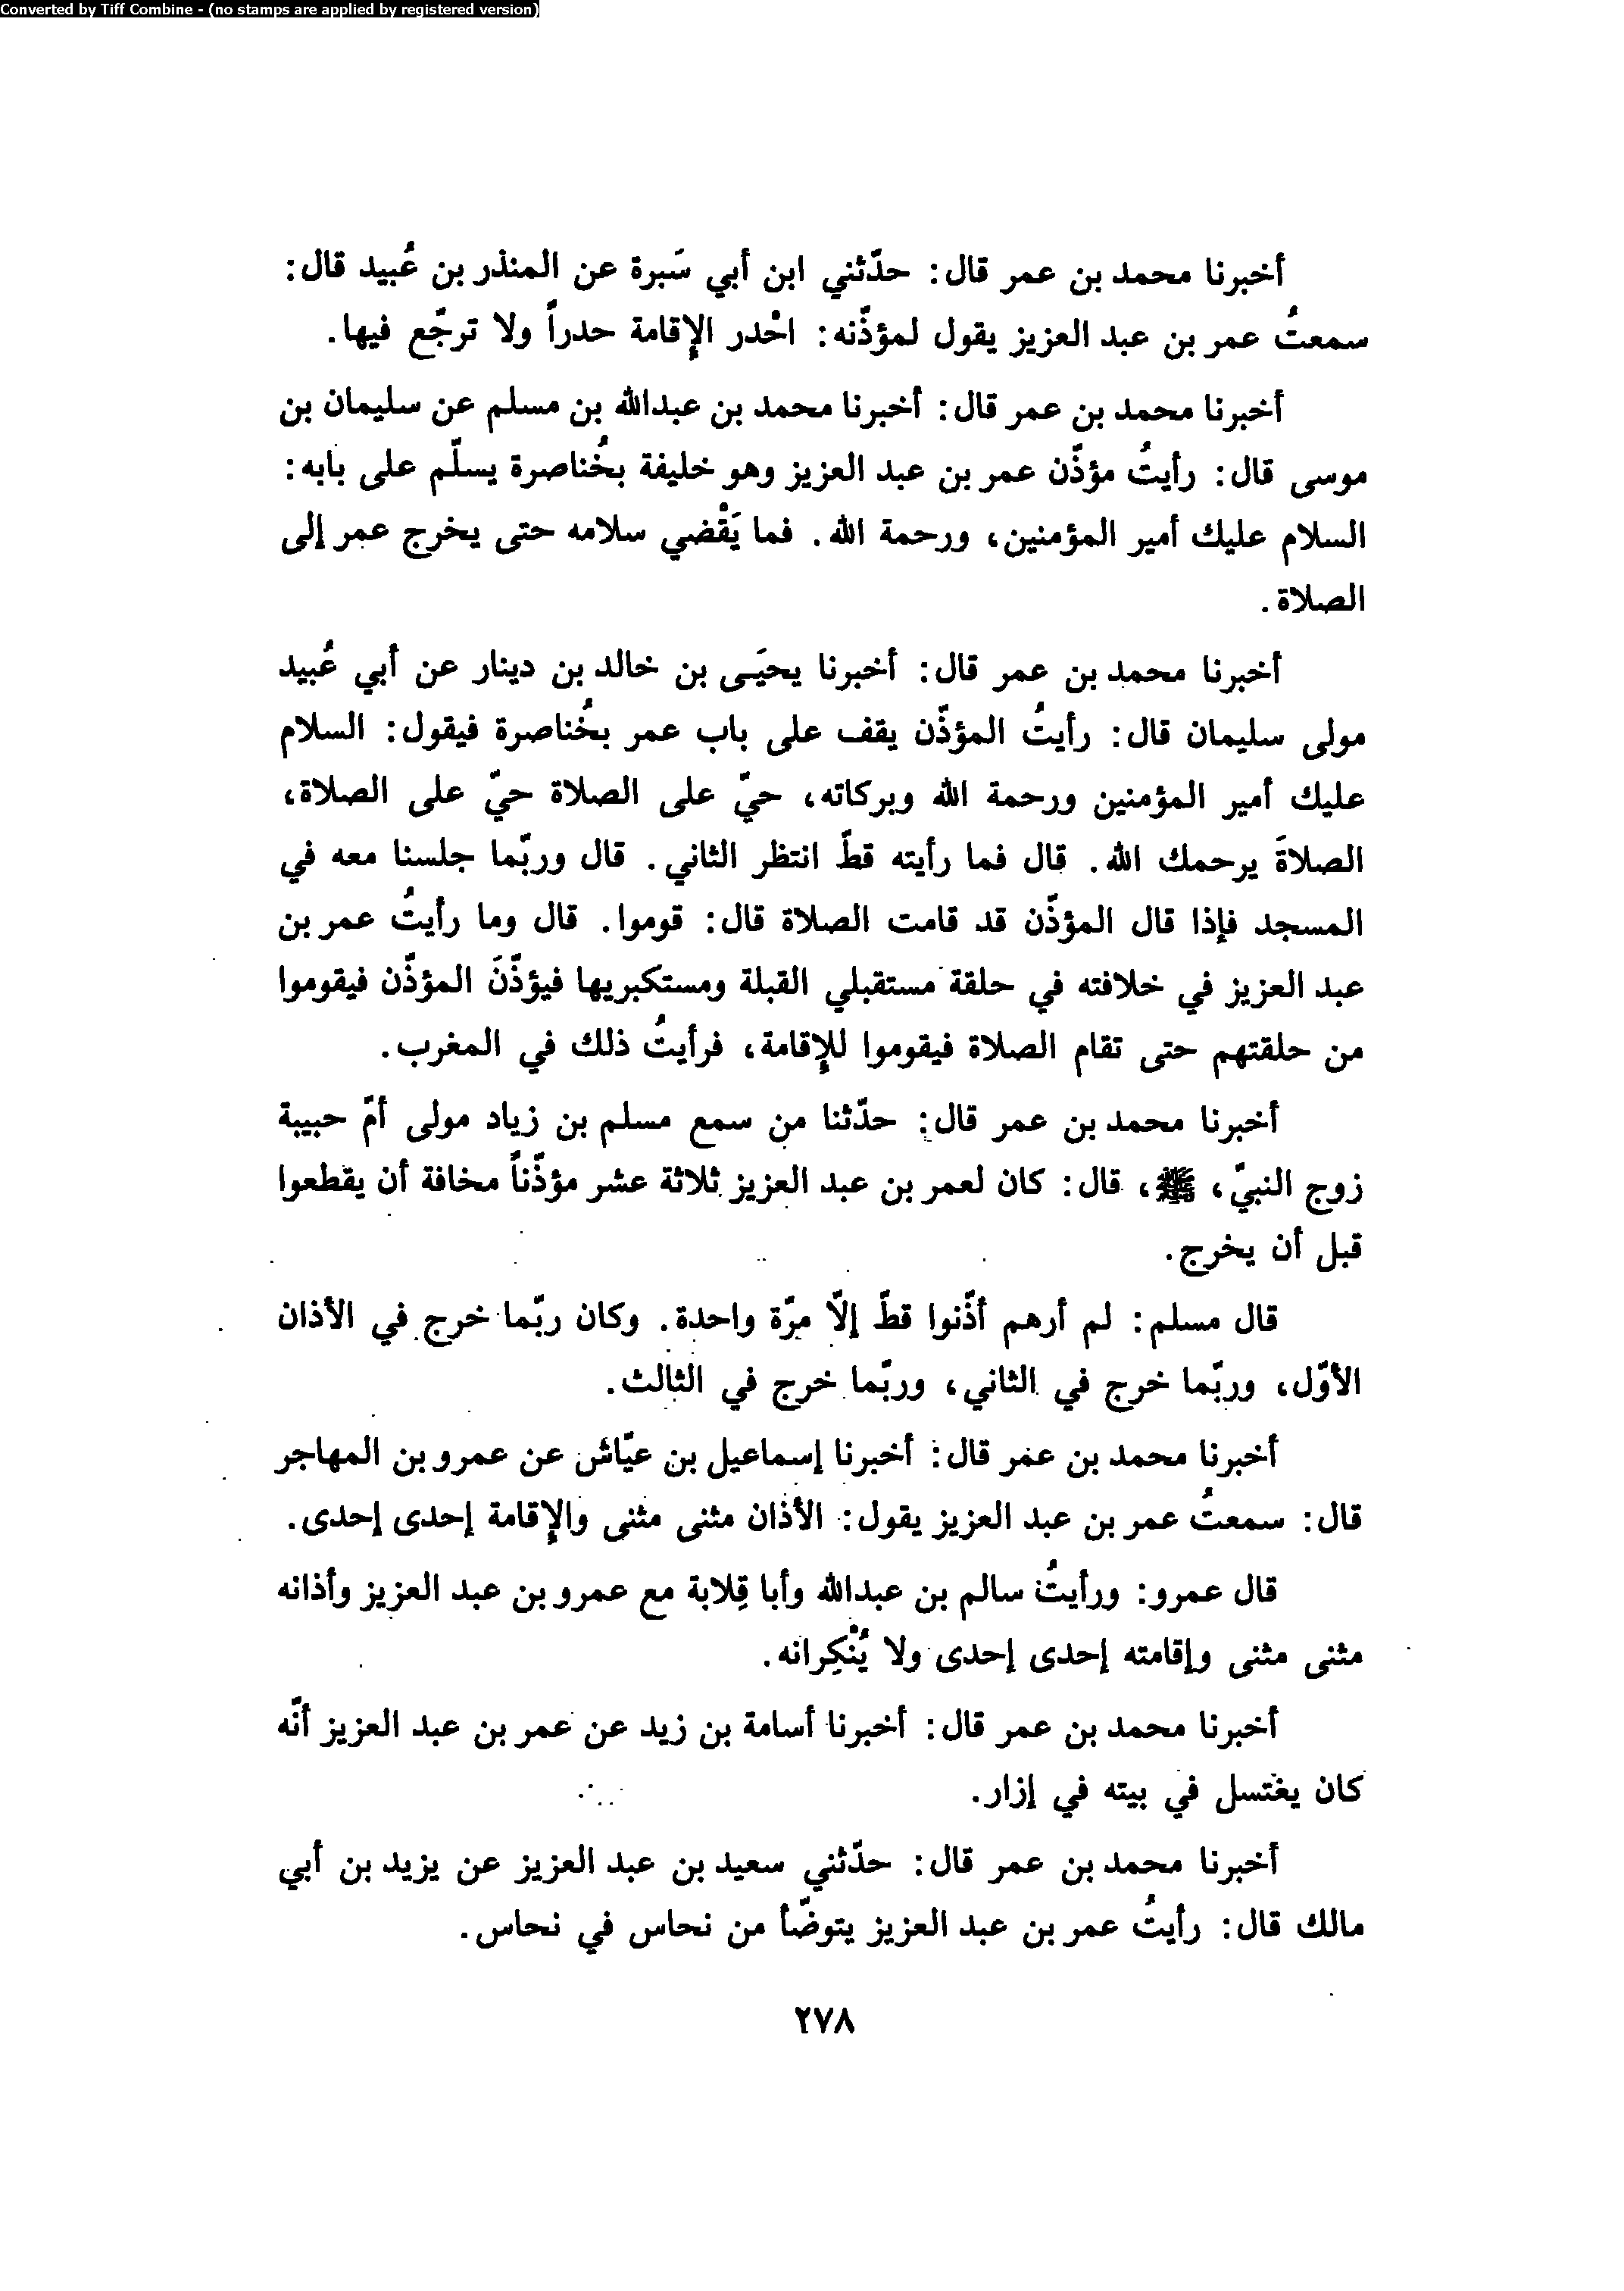 Converted by Tiff Combine - (no stamps are applied by registered version)
أخبرنا محمد بن عمر قال: حدّثني ابن أبي سَبرة عن المنذر بن عُبيد قال:
سمعتُ عمر بن عبد العزيز يقول لمؤذّنه: احْدر الإقامة حدراً ولا ترجّع فيها.
أخبرنا محمد بن عمر قال: أخبرنا محمد بن عبدالله بن مسلم عن سليمان بن
موسى قال: رأيتُ مؤذّن عمر بن عبد العزيز وهو خليفة بخُناصرة يسلّم على بابه:
السلام عليك أمير المؤمنين، ورحمة الله. فما يَقْضي سلامه حتى يخرج عمر إلى
الصلاة.
أخبرنا محمد بن عمر قال: أخبرنا يحيَى بن خالد بن دينار عن أبي عُبيد
مولى سليمان قال: رأيتُ المؤذّن يقف على باب عمر بخُناصرة فيقول: السلام
عليك أمير المؤمنين ورحمة الله وبركاته، حيّ على الصلاة حيّ على الصلاة،
الصلاةَ يرحمك الله. قال فما رأيته قطّ انتظر الثاني. قال وربّما جلسنا معه في
المسجد فإذا قال المؤذّن قد قامت الصلاة قال: قوموا. قال وما رأيتُ عمر بن
عبد العزيز في خلافته في حلقة مستقبلي القبلة ومستكبريها فيؤذّنَ المؤذّن فيقوموا
من حلقتهم حتى تقام الصلاة فيقوموا للإقامة، فرأيتُ ذلك في المغرب.
أخبرنا محمد بن عمر قال: حدّثنا من سمع مسلم بن زياد مولى أمّ حبيبة
زوج النبيّ، ﷺ، قال: كان لعمر بن عبد العزيز ثلاثة عشر مؤذّناً مخافة أن يقطعوا
قبل أن يخرج.
قال مسلم: لم أرهم أذّنوا قطّ إلّا مرّة واحدة. وكان ربّما خرج في الأذان
الأوّل، وربّما خرج في الثاني، وربّما خرج في الثالث.
أخبرنا محمد بن عمر قال: أخبرنا إسماعيل بن عيّاش عن عمرو بن المهاجر
قال: سمعتُ عمر بن عبد العزيز يقول: الأذان مثنى مثنى والإقامة إحدى إحدى.
قال عمرو: ورأيتُ سالم بن عبدالله وأبا قِلابة مع عمرو بن عبد العزيز وأذانه
مثنى مثنى وإقامته إحدى إحدى ولا يُنْكِرانه.
أخبرنا محمد بن عمر قال: أخبرنا أسامة بن زيد عن عمر بن عبد العزيز أنّه
كان يغتسل في بيته في إزار.
أخبرنا محمد بن عمر قال: حدّثني سعيد بن عبد العزيز عن يزيد بن أبي
مالك قال: رأيتُ عمر بن عبد العزيز يتوضّأ من نحاس في نحاس.
٢٧٨